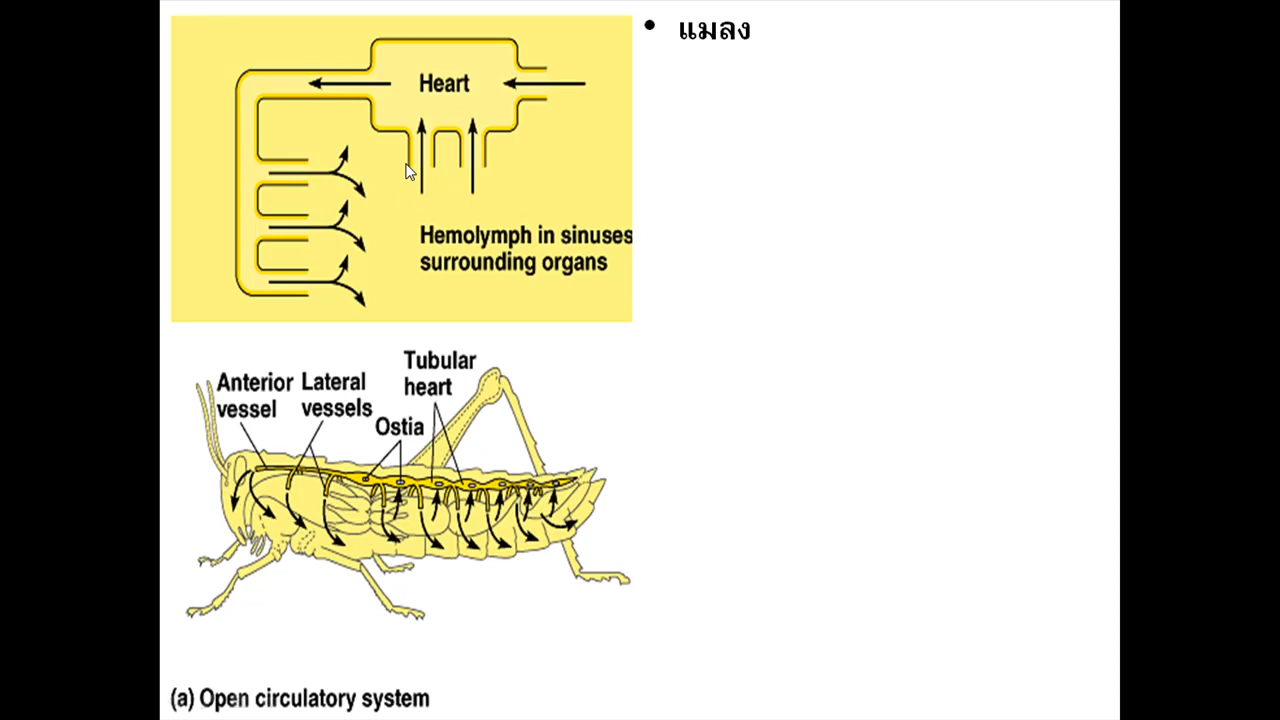 Heart
Hemolymph in sinuses
surrounding organs
• แมลง
Tubular
heart
Anterior
vessel
Lateral
vessels
Ostia
(a) Open circulatory system